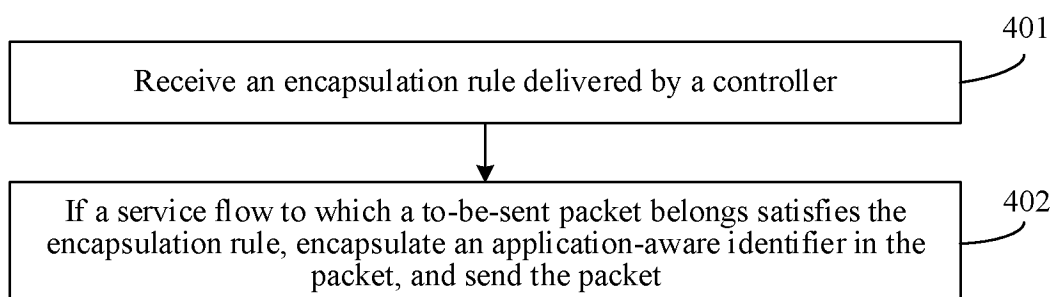 401
Receive an encapsulation rule delivered by a controller
402
If a service flow to which a to-be-sent packet belongs satisfies the
encapsulation rule, encapsulate an application-aware identifier in the
packet, and send the packet